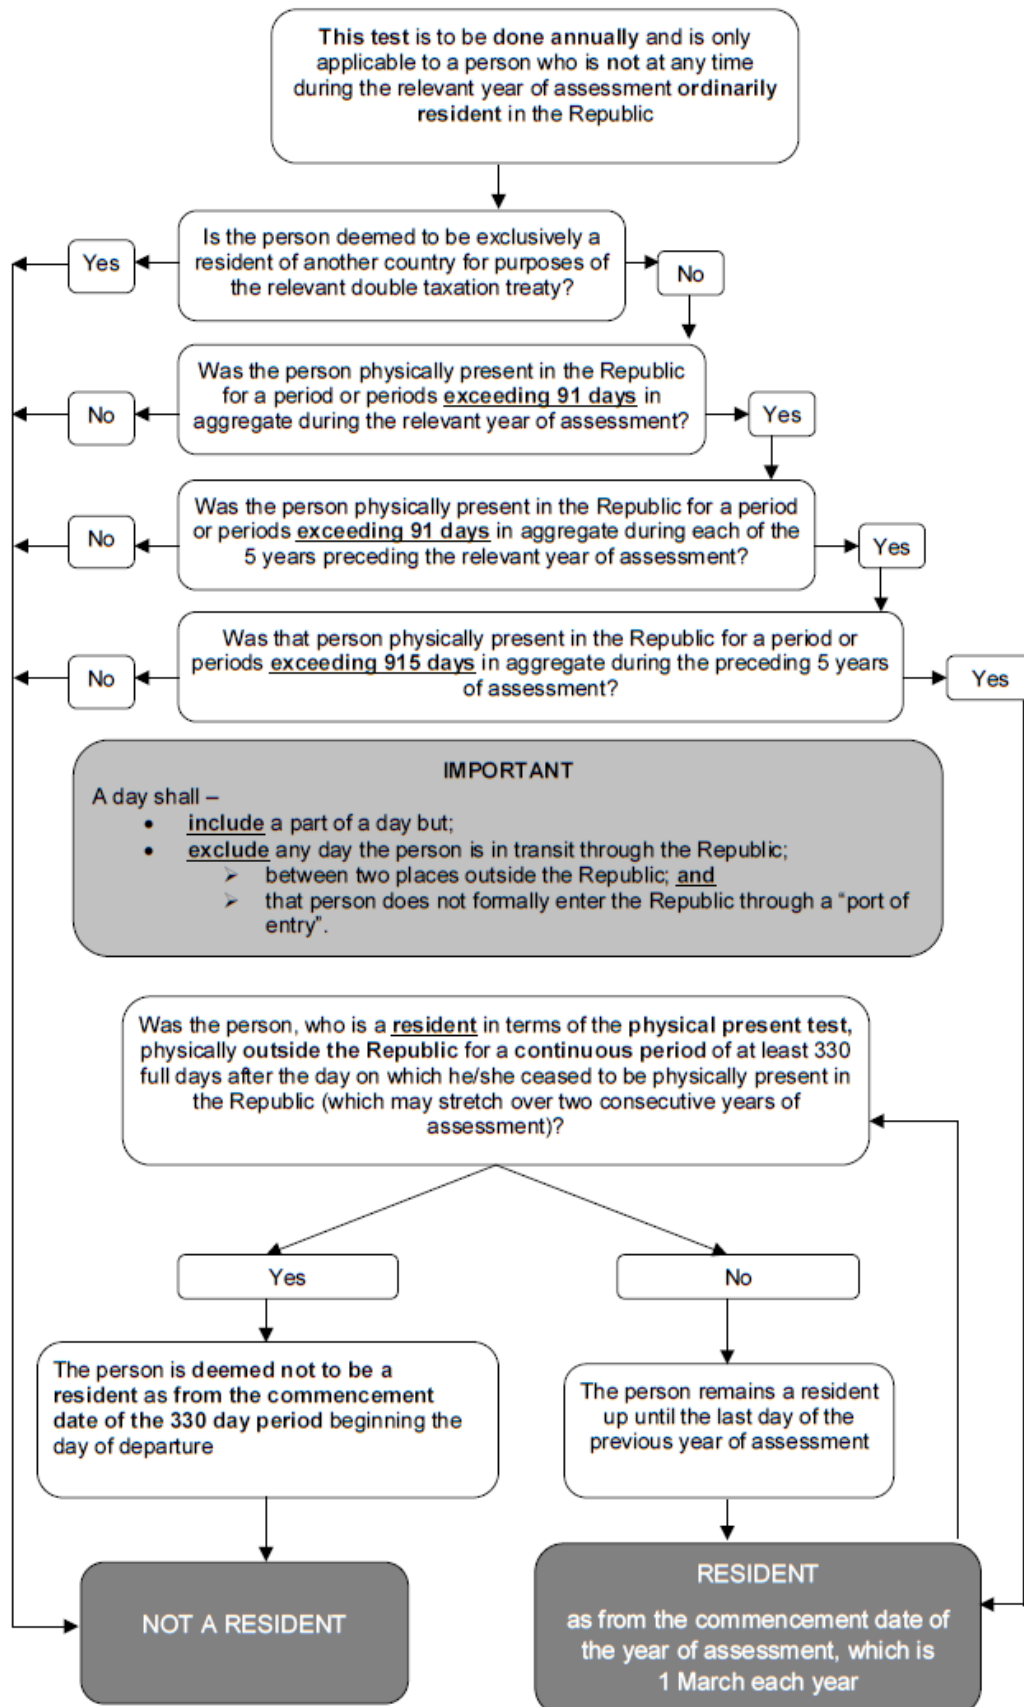 This test is to be done annually and is only
applicable to a person who is not at any time
during the relevant year of assessment ordinarily
resident in the Republic
Is the person deemed to be exclusively a
resident of another country for purposes of
the relevant double taxation treaty?
Yes
No
Was the person physically present in the Republic
for a period or periods exceeding 91 days in
aggregate during the relevant year of assessment?
No
Yes
Was the person physically present in the Republic for a period
or periods exceeding 91 days in aggregate during each of the
5 years preceding the relevant year of assessment?
No
Yes
Was that person physically present in the Republic for a period or
periods exceeding 915 days in aggregate during the preceding 5 years
of assessment?
No
Yes
IMPORTANT
A day shall –
• include a part of a day but;
• exclude any day the person is in transit through the Republic;
➢ between two places outside the Republic; and
➢ that person does not formally enter the Republic through a “port of
entry”.
Was the person, who is a resident in terms of the physical present test,
physically outside the Republic for a continuous period of at least 330
full days after the day on which he/she ceased to be physically present in
the Republic (which may stretch over two consecutive years of
assessment)?
Yes
No
The person is deemed not to be a
resident as from the commencement
date of the 330 day period beginning the
day of departure
The person remains a resident
up until the last day of the
previous year of assessment
NOT A RESIDENT
RESIDENT
as from the commencement date of
the year of assessment, which is
1 March each year